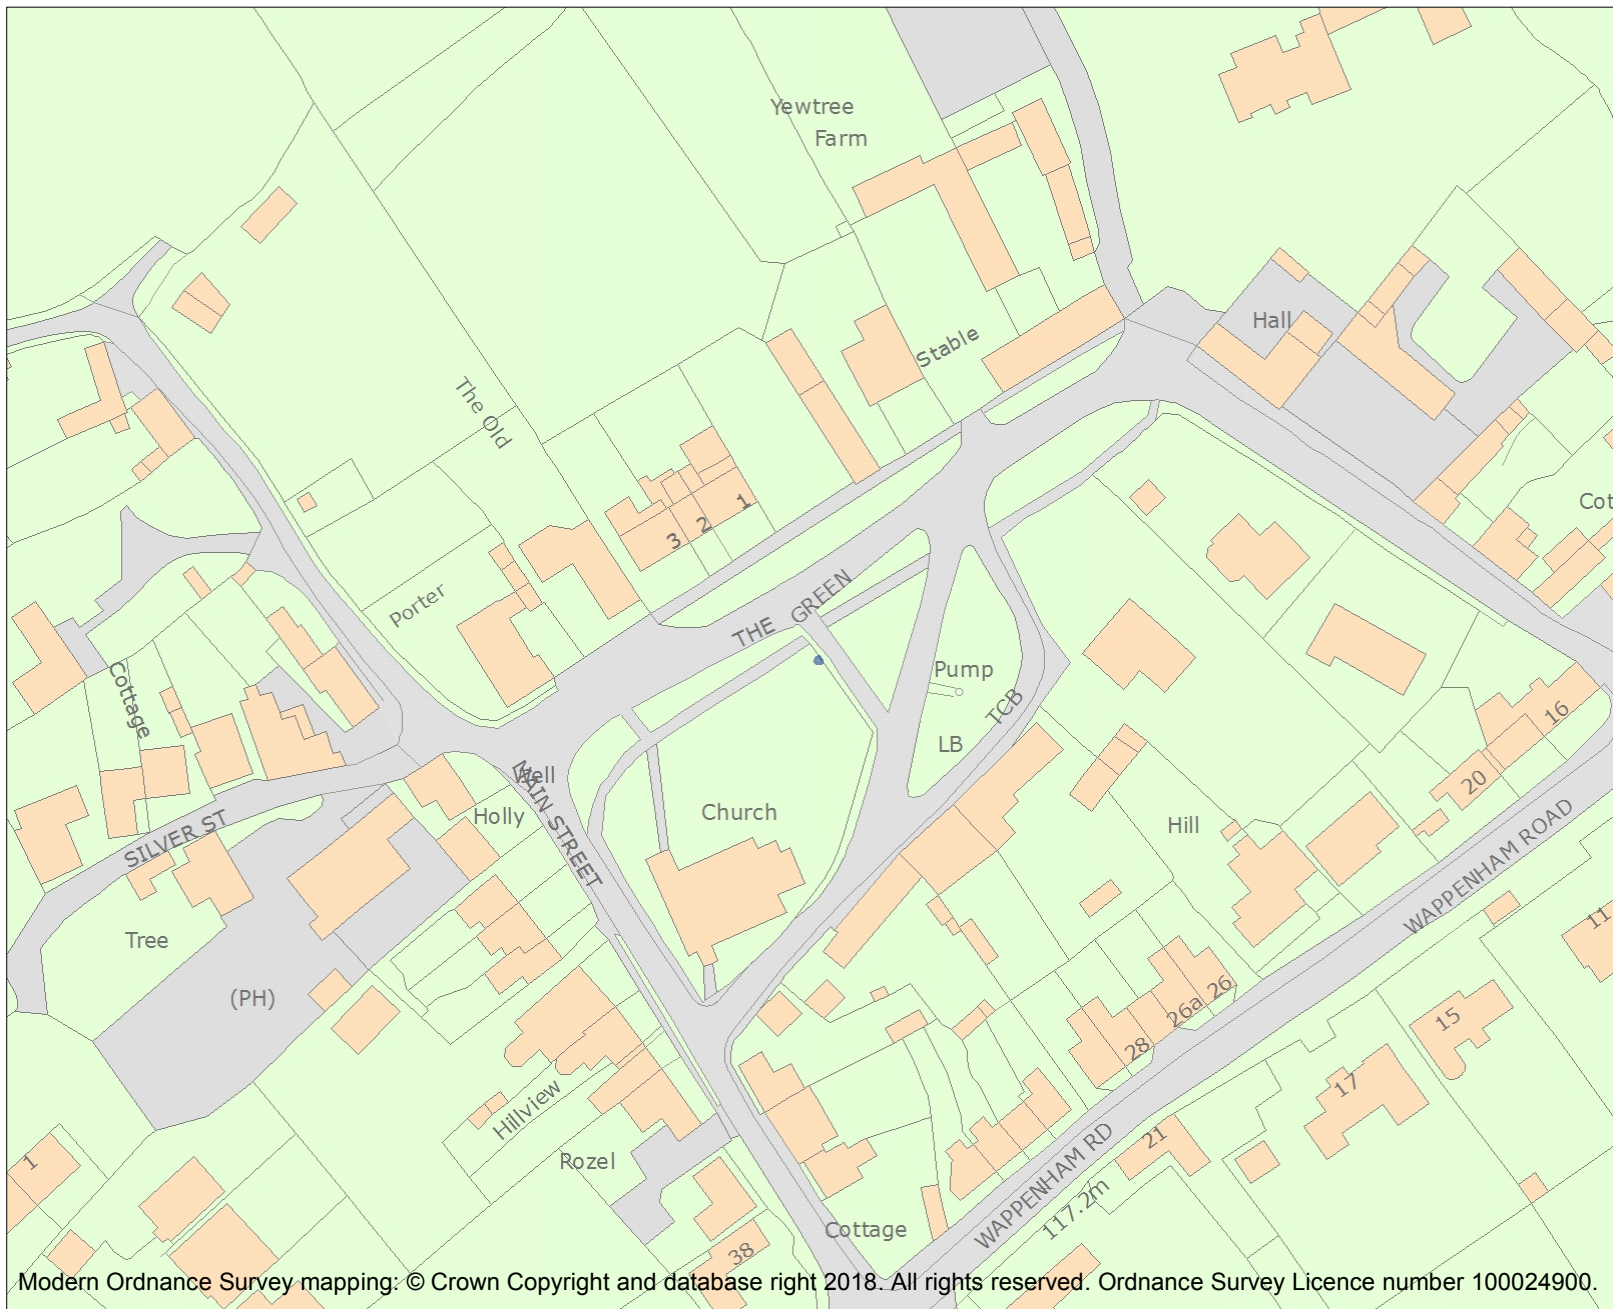 Yewtree
Farm
Hall
Stable
The Old
Cot
1
2
3
THE GREEN
Porter
Cottage
Pump
TCB
LB
16
20
Well
MAIN STREET
Holly
Church
Hill
SILVER ST
WAPPENHAM ROAD
11
Tree
(PH)
26
26a
28
15
17
Hillview
Rozel
21
1
WAPPENHAM RD
117.2m
Cottage
38
Modern Ordnance Survey mapping: © Crown Copyright and database right 2018. All rights reserved. Ordnance Survey Licence number 100024900.